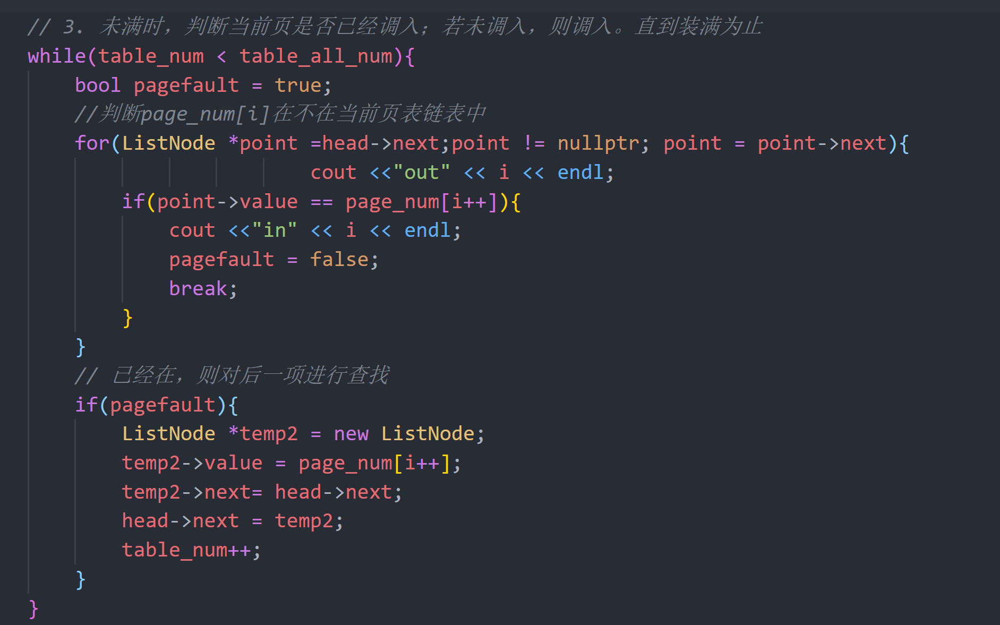 // 3. 未满时，判断当前页是否已经调入；若未调入，则调入。直到装满为止
while(table_num < table_all_num){
    bool pagefault = true;
    //判断page_num[i]在不在当前页表链表中
    for(ListNode *point =head->next;point != nullptr; point = point->next){
                        cout <<"out" << i << endl;
        if(point->value == page_num[i++]){
            cout <<"in" << i << endl;
            pagefault = false;
            break;
        }
    }
    // 已经在，则对后一项进行查找
    if(pagefault){
        ListNode *temp2 = new ListNode;
        temp2->value = page_num[i++];
        temp2->next= head->next;
        head->next = temp2;
        table_num++;
    }
}